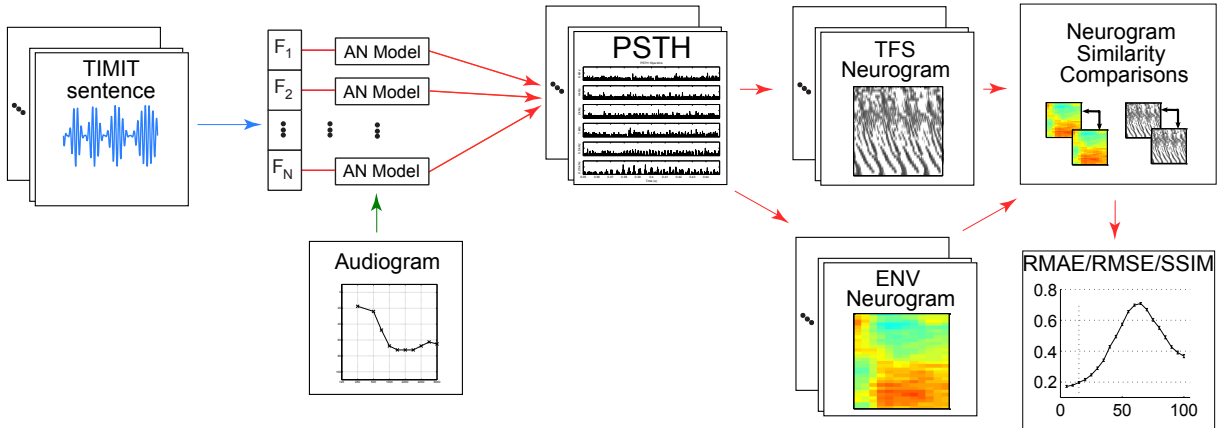 TIMIT
sentence
F1
F2
FN
AN Model
AN Model
AN Model
Audiogram
PSTH
TFS
Neurogram
ENV
Neurogram
Neurogram
Similarity
Comparisons
RMAE/RMSE/SSIM
0.8
0.6
0.4
0.2
0 50 100